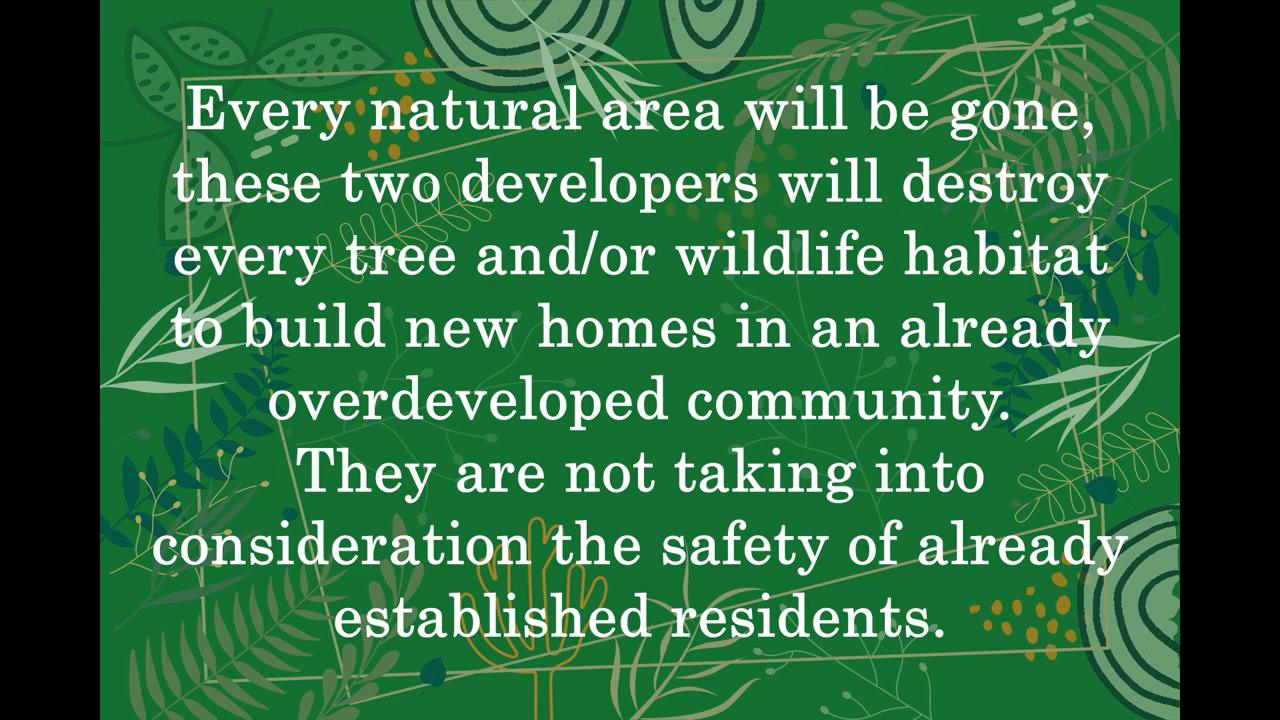 Every natural area will be gone,
these two developers will destroy
every tree and/or wildlife habitat
to build new homes in an already
overdeveloped community.
They are not taking into
consideration the safety of already
established residents.